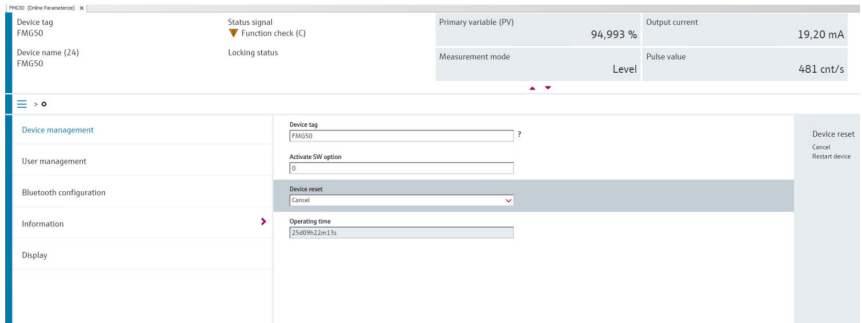 FMG50 (Online Parameterize)
Device tag
FMG50
Status signal
Function check (C)
Primary variable (PV)
94,993 %
Output current
19,20 mA
Device name (24)
FMG50
Locking status
Measurement mode
Level
Pulse value
481 cnt/s
>
Device management
User management
Bluetooth configuration
Information
Display
Device tag
FMG50
?
Activate SW option
0
Device reset
Cancel
Operating time
25d09h22m13s
Device reset
Cancel
Restart device